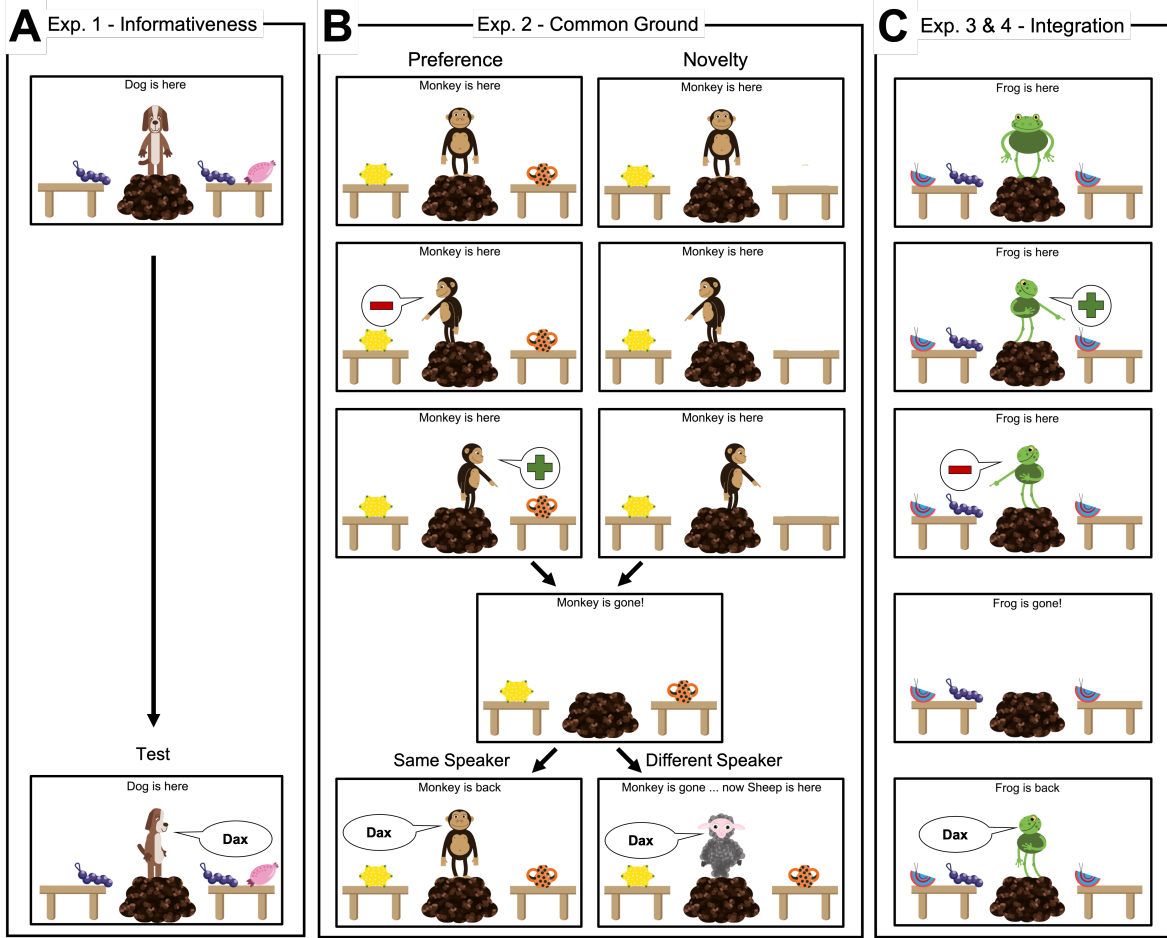 A Exp. 1 - Informativeness
Dog is here
Test
Dog is here
Dax
B Exp. 2 - Common Ground
Preference
Novelty
Monkey is here
Monkey is here
Monkey is here
Monkey is here
Monkey is here
Monkey is here
Monkey is gone!
Same Speaker
Different Speaker
Monkey is back
Dax
Monkey is gone ... now Sheep is here
Dax
C Exp. 3 & 4 - Integration
Frog is here
Frog is here
Frog is here
Frog is gone!
Frog is back
Dax